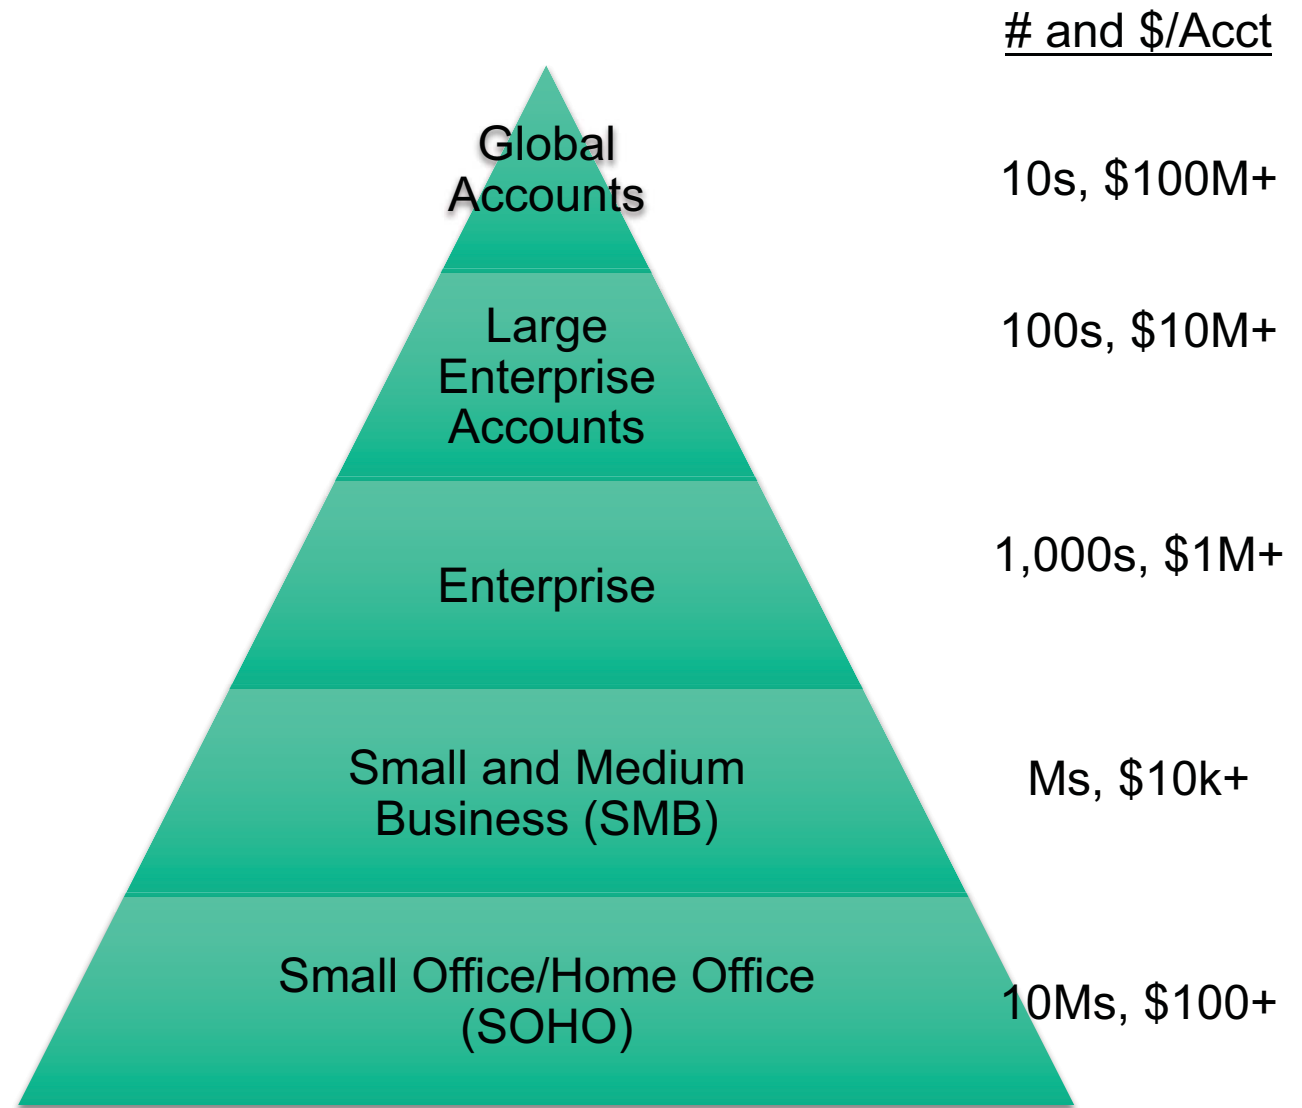 # and $/Acct
Global
Accounts
10s, $100M+
Large
Enterprise
Accounts
100s, $10M+
Enterprise
1,000s, $1M+
Small and Medium
Business (SMB)
Ms, $10k+
Small Office/Home Office
(SOHO)
10Ms, $100+